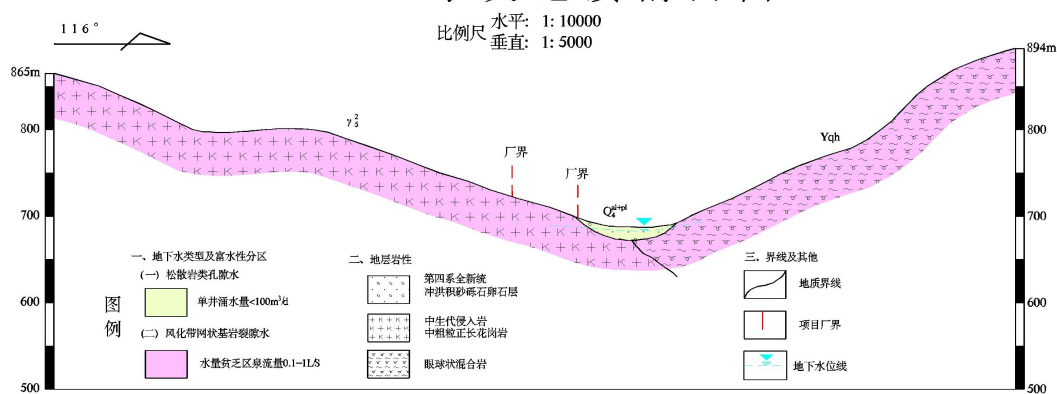 116°
比例尺 水平: 1:10000
垂直: 1:5000
865m
894m
800
800
γ₅²
厂界
厂界
Yqh
Q₄ᵃˡ⁺ᵖˡ
700
700
600
600
500
500
图例
一、地下水类型及富水性分区
(一) 松散岩类孔隙水
单井涌水量<100m³/d
(二) 风化带网状基岩裂隙水
水量贫乏区泉流量0.1-1L/S
二、地层岩性
第四系全新统
冲洪积砂砾石卵石层
中生代侵入岩
中粗粒正长花岗岩
眼球状混合岩
三、界线及其他
地质界线
项目厂界
地下水位线